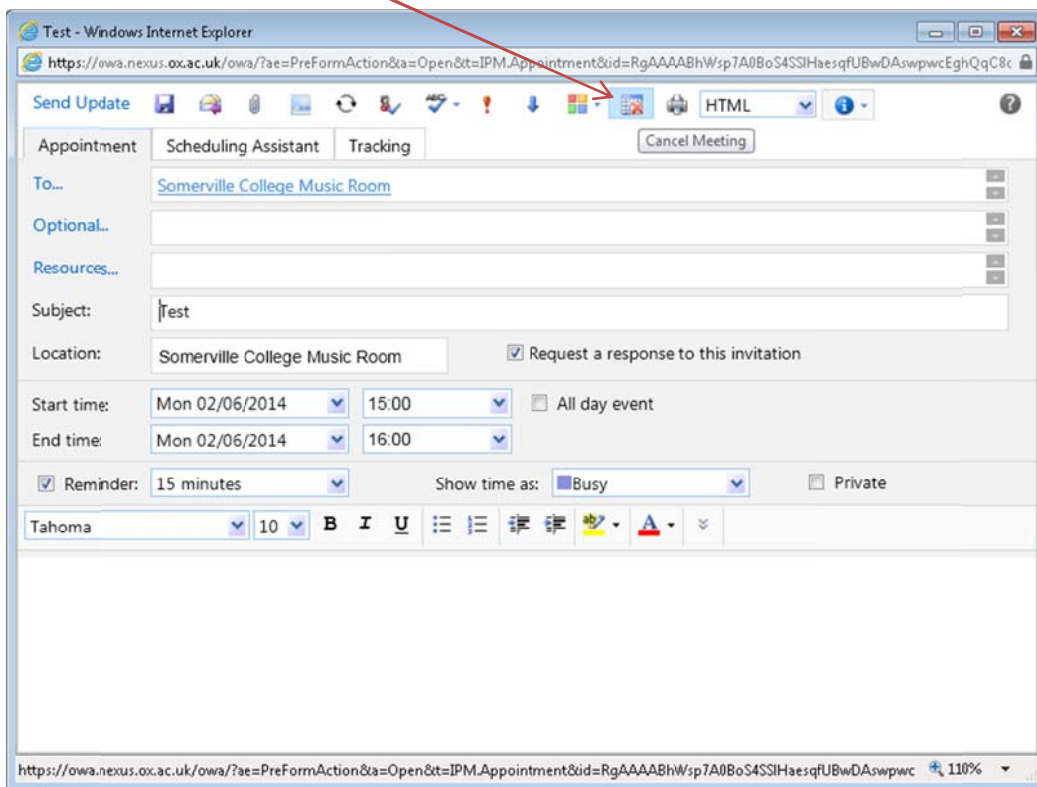 Test - Windows Internet Explorer
https://owa.nexus.ox.ac.uk/owa/?ae=PreFormAction&a=Open&t=IPM.Appointment&id=RgAAAABhWsp7A0BoS4SSIHaesqfUBwDAswpwcEghQqC8c
Send Update HTML
Appointment Scheduling Assistant Tracking Cancel Meeting
To... Somerville College Music Room
Optional...
Resources...
Subject: Test
Location: Somerville College Music Room Request a response to this invitation
Start time: Mon 02/06/2014 15:00 All day event
End time: Mon 02/06/2014 16:00
Reminder: 15 minutes Show time as: Busy Private
Tahoma 10 B I U ab A
https://owa.nexus.ox.ac.uk/owa/?ae=PreFormAction&a=Open&t=IPM.Appointment&id=RgAAAABhWsp7A0BoS4SSIHaesqfUBwDAswpwc 110%